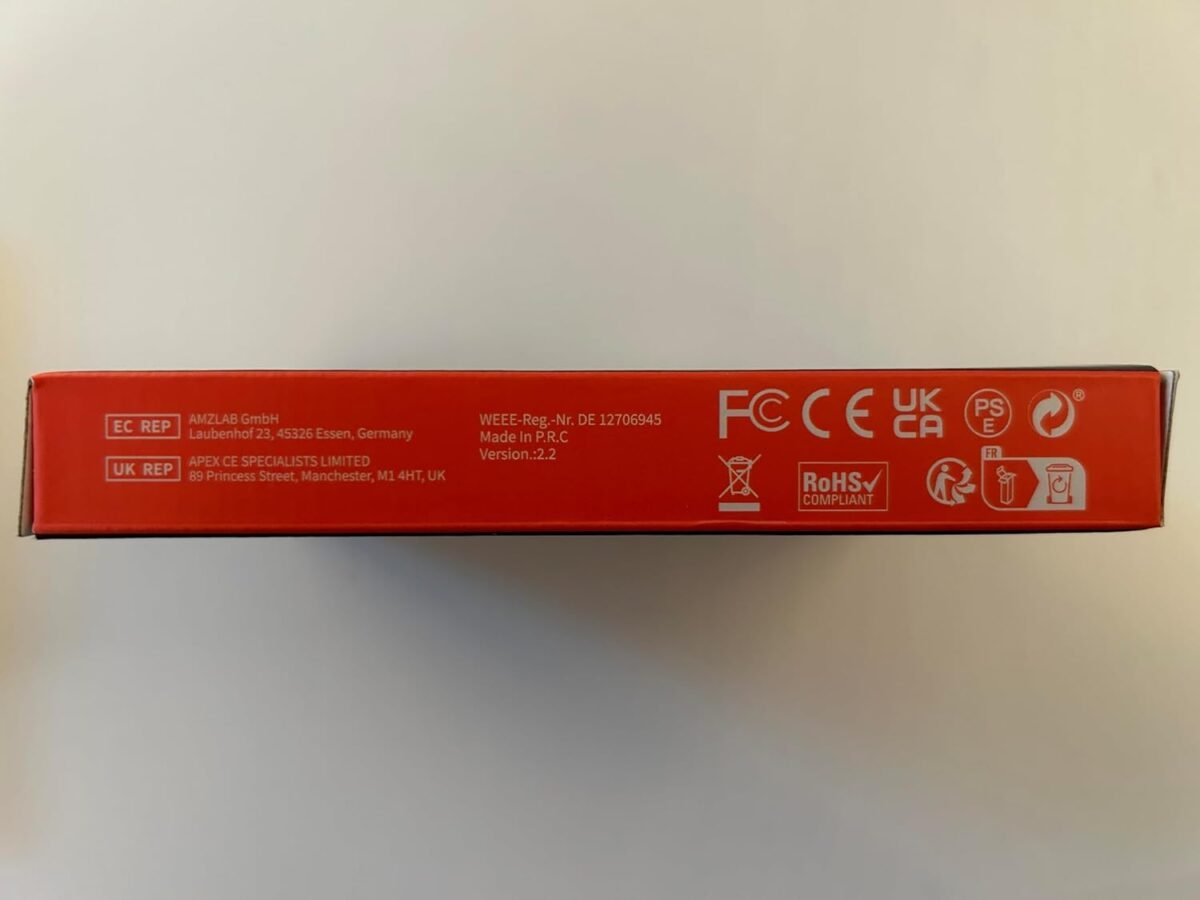 EC REP
AMZLAB GmbH
Laubenhof 23, 45326 Essen, Germany
UK REP
APEX CE SPECIALISTS LIMITED
89 Princess Street, Manchester, M1 4HT, UK
WEEE-Reg.-Nr. DE 12706945
Made In P.R.C
Version.:2.2
FC CE UK CA PS E ®
RoHS✓
COMPLIANT
FR